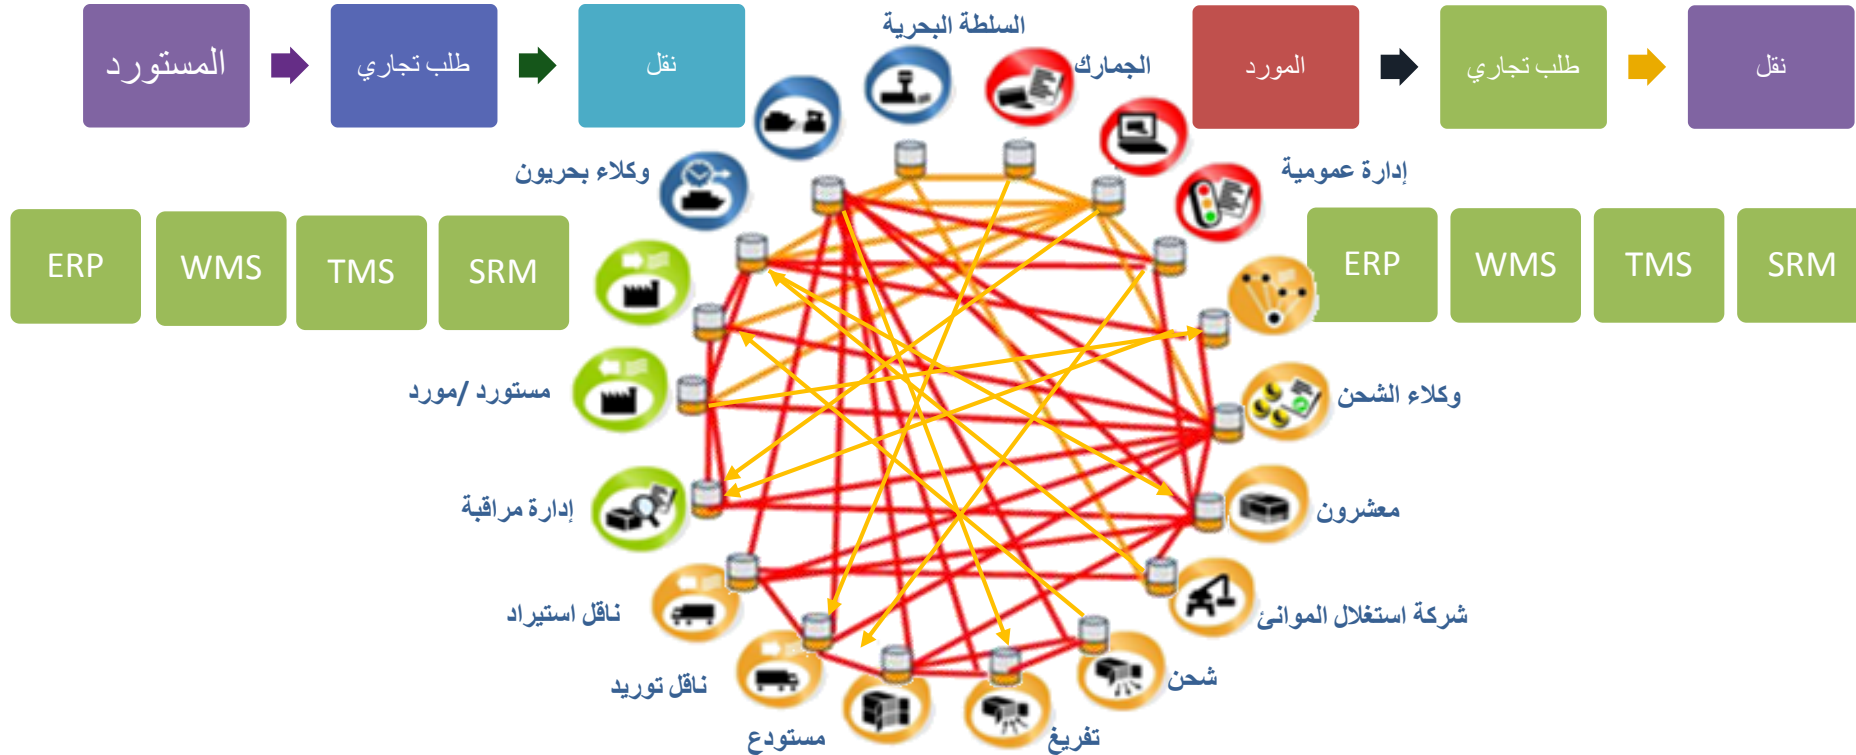 السلطة البحرية
المستورد
طلب تجاري
نقل
الجمارك
المورد
طلب تجاري
نقل
وكلاء بحريون
إدارة عمومية
ERP
WMS
TMS
SRM
ERP
WMS
TMS
SRM
مستورد /مورد
وكلاء الشحن
إدارة مراقبة
معشرون
ناقل استيراد
شركة استغلال الموانئ
ناقل توريد
شحن
مستودع
تفريغ